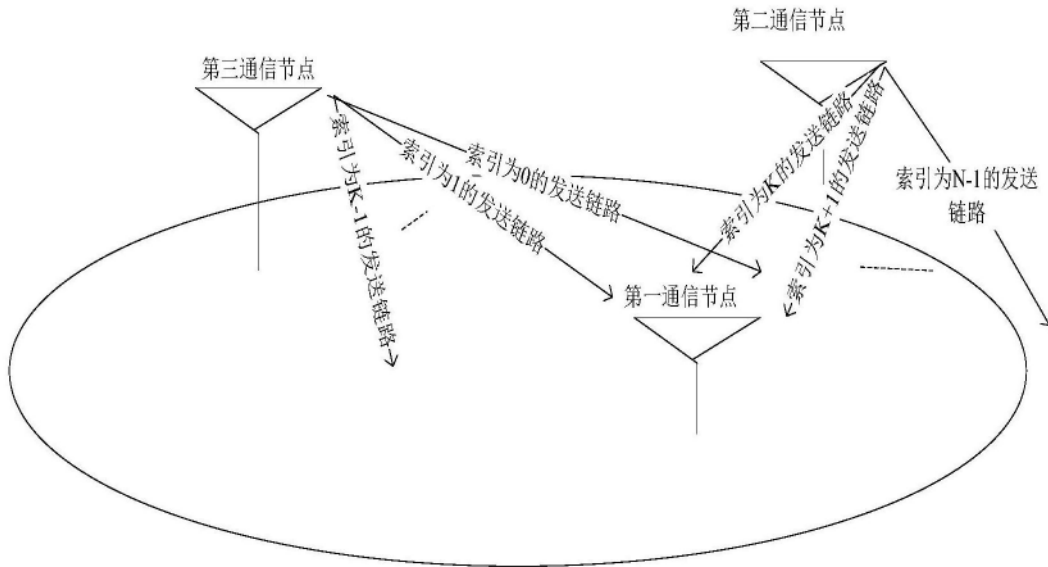 第二通信节点
第三通信节点
索引为K-1的发送链路
索引为1的发送链路
索引为0的发送链路
索引为K的发送链路
索引为K+1的发送链路
索引为N-1的发送
链路
第一通信节点